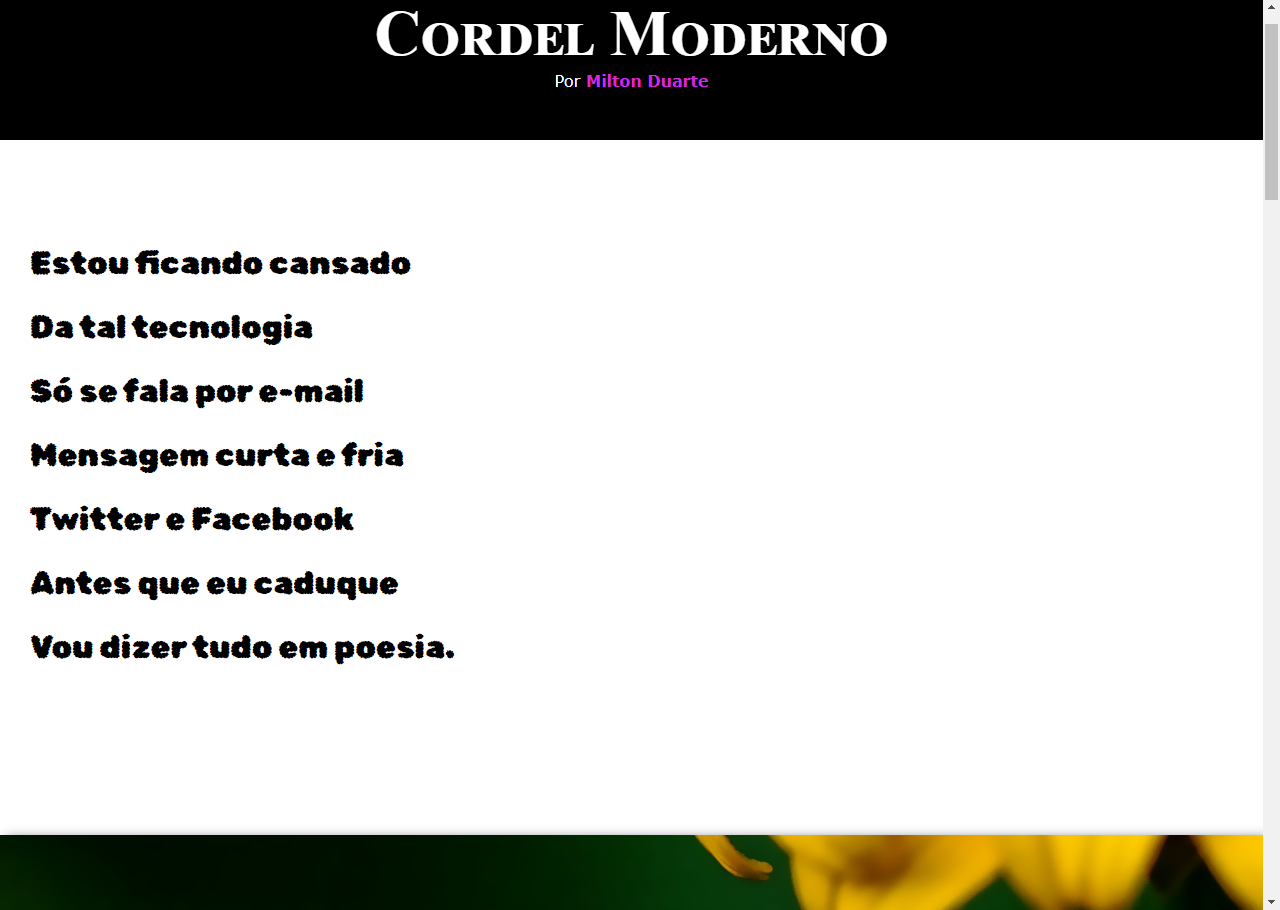 Cordel Moderno
Por Milton Duarte
Estou ficando cansado
Da tal tecnologia
Só se fala por e-mail
Mensagem curta e fria
Twitter e Facebook
Antes que eu caduque
Vou dizer tudo em poesia.